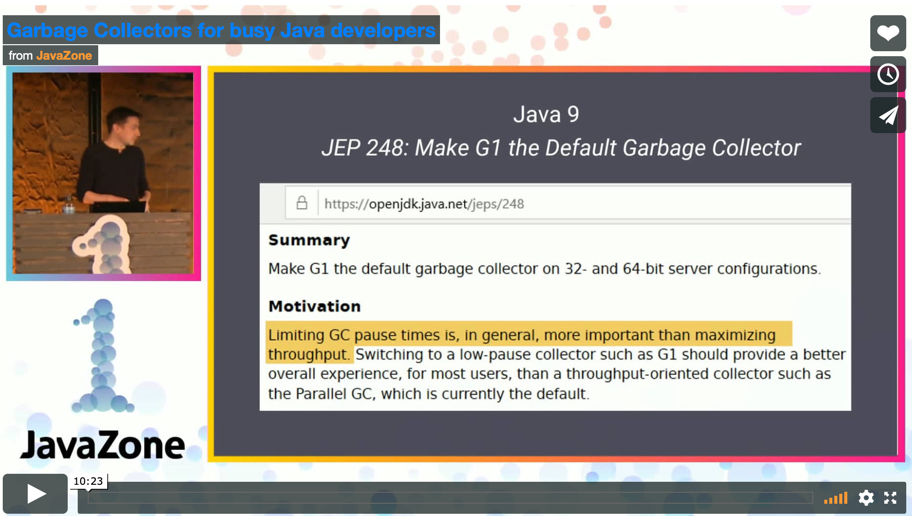 Garbage Collectors for busy Java developers
from JavaZone
Java 9
JEP 248: Make G1 the Default Garbage Collector
https://openjdk.java.net/jeps/248
Summary
Make G1 the default garbage collector on 32- and 64-bit server configurations.
Motivation
Limiting GC pause times is, in general, more important than maximizing
throughput. Switching to a low-pause collector such as G1 should provide a better
overall experience, for most users, than a throughput-oriented collector such as
the Parallel GC, which is currently the default.
1
1
JavaZone
10:23